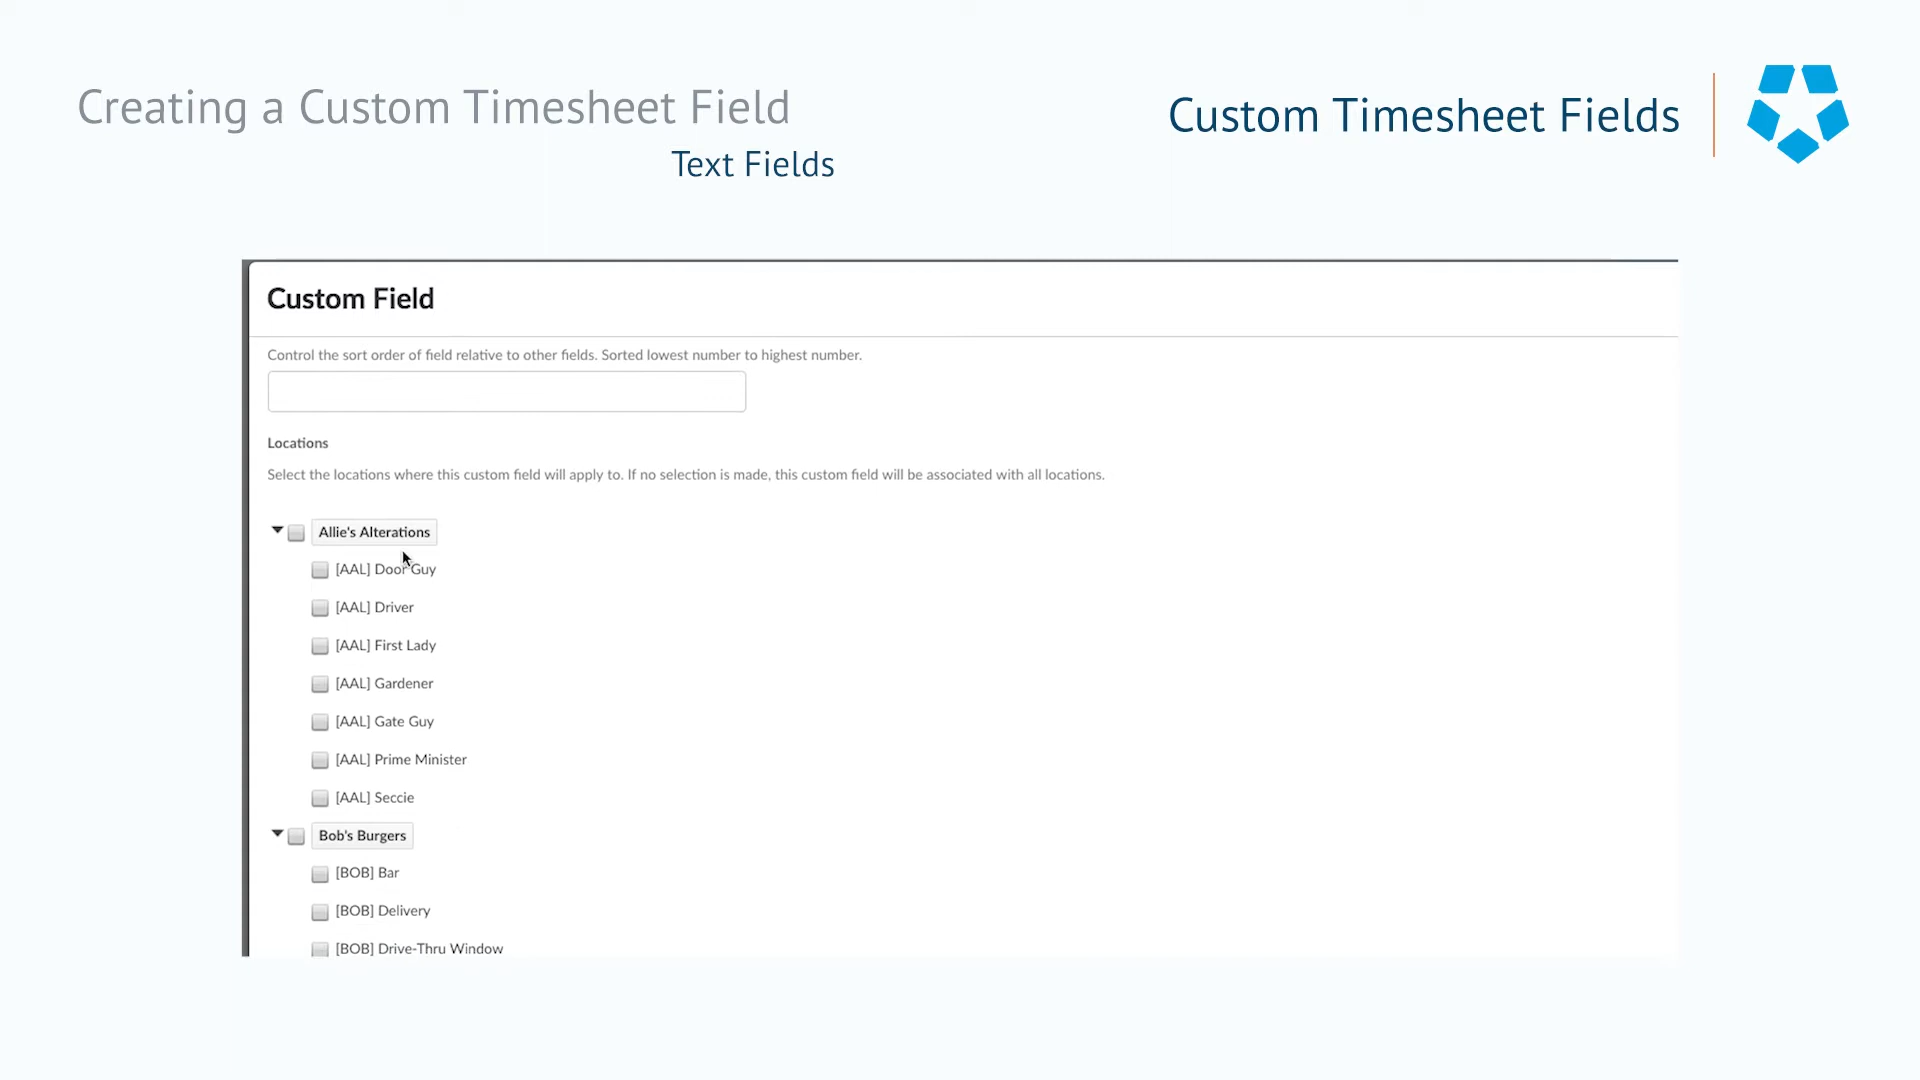 Creating a Custom Timesheet Field
Text Fields
Custom Timesheet Fields
Custom Field
Control the sort order of field relative to other fields. Sorted lowest number to highest number.
Locations
Select the locations where this custom field will apply to. If no selection is made, this custom field will be associated with all locations.
Allie's Alterations
[AAL] Door Guy
[AAL] Driver
[AAL] First Lady
[AAL] Gardener
[AAL] Gate Guy
[AAL] Prime Minister
[AAL] Seccie
Bob's Burgers
[BOB] Bar
[BOB] Delivery
[BOB] Drive-Thru Window